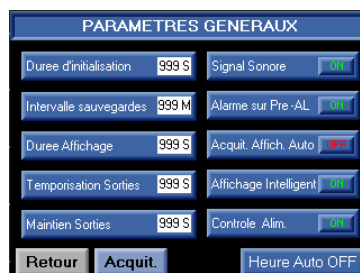 PARAMETRES GENERAUX
Duree d'initialisation 999 S Signal Sonore ON
Intervalle sauvegardes 999 M Alarme sur Pre-AL ON
Duree Affichage 999 S Acquit. Affich. Auto OFF
Temporisation Sorties 999 S Affichage Intelligent ON
Maintien Sorties 999 S Controle Alim. ON
Retour Acquit. Heure Auto OFF